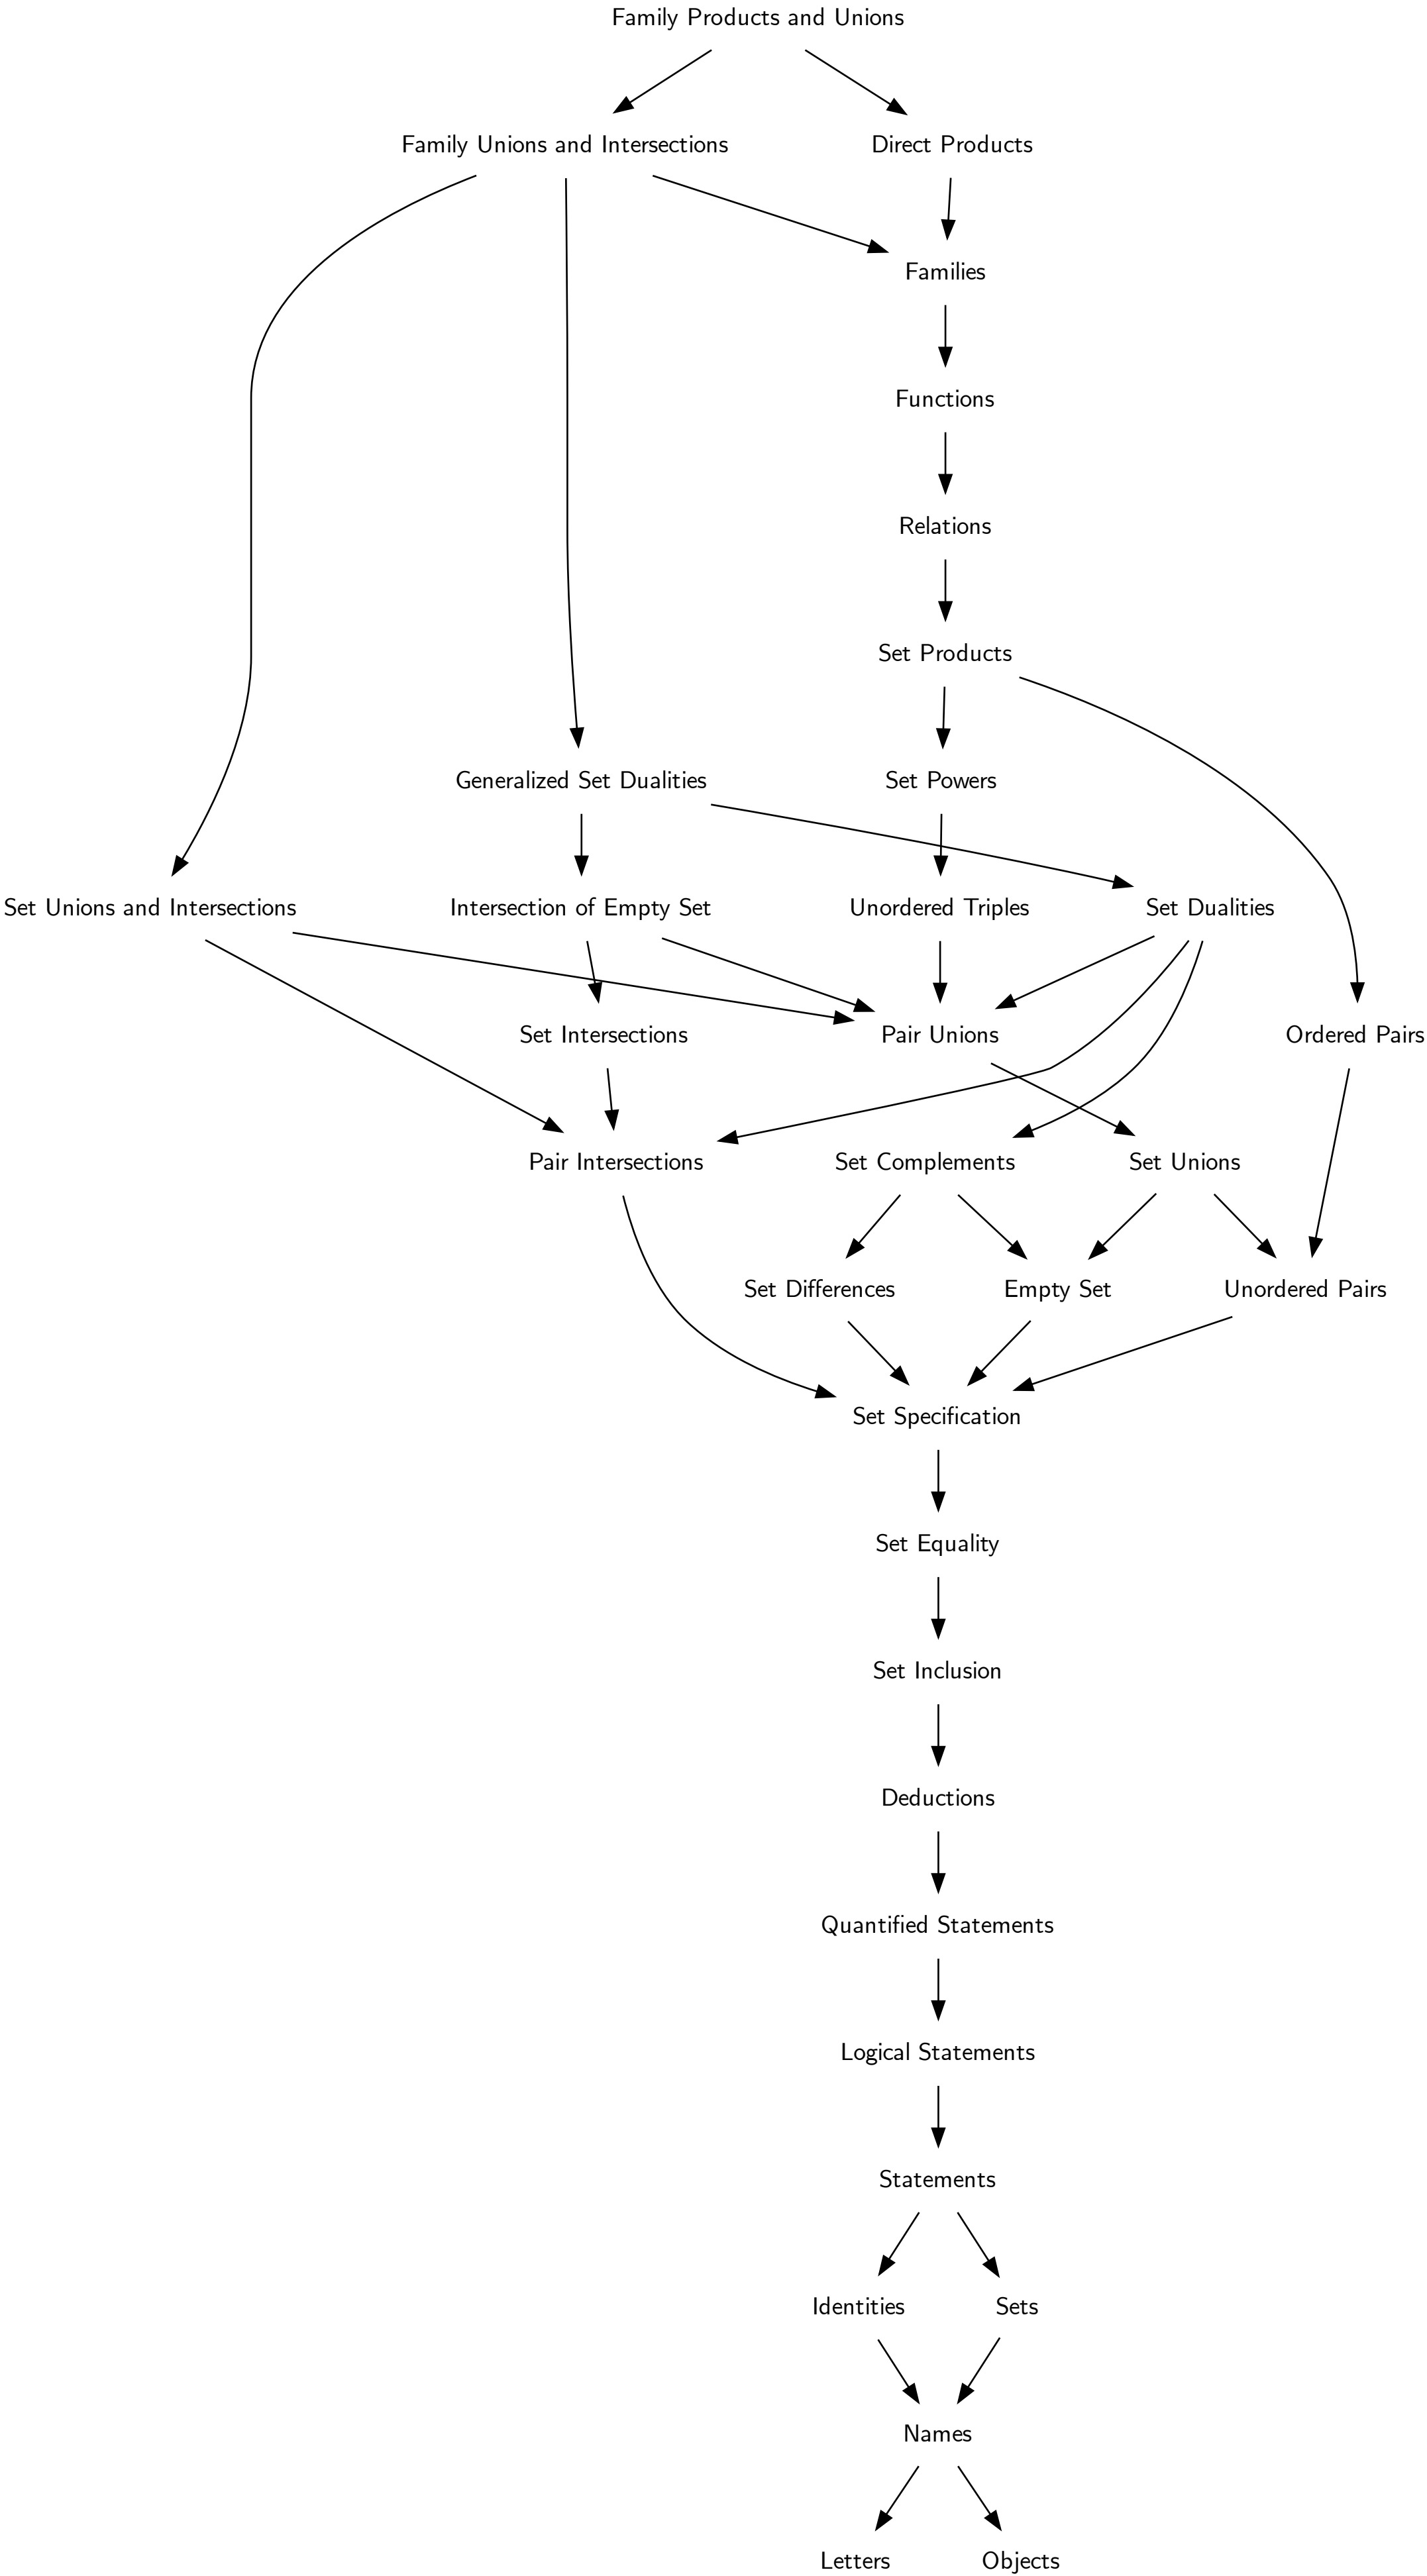 Family Products and Unions
Family Unions and Intersections
Direct Products
Families
Functions
Relations
Set Products
Generalized Set Dualities
Set Powers
Set Unions and Intersections
Intersection of Empty Set
Unordered Triples
Set Dualities
Set Intersections
Pair Unions
Ordered Pairs
Pair Intersections
Set Complements
Set Unions
Set Differences
Empty Set
Unordered Pairs
Set Specification
Set Equality
Set Inclusion
Deductions
Quantified Statements
Logical Statements
Statements
Identities
Sets
Names
Letters
Objects